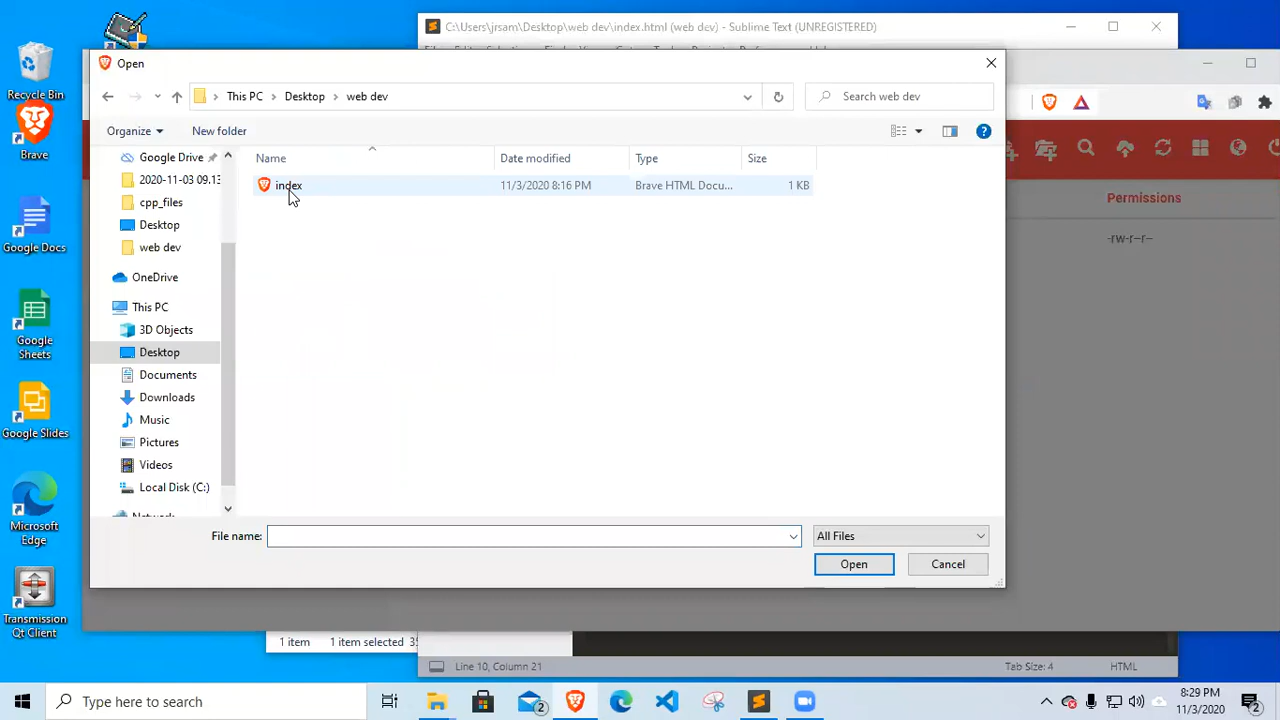 C:\Users\jrsam\Desktop\web dev\index.html (web dev) - Sublime Text (UNREGISTERED)
Open
This PC > Desktop > web dev
Search web dev
Organize
New folder
Name
Date modified
Type
Size
index
11/3/2020 8:16 PM
Brave HTML Docu...
1 KB
Google Drive
2020-11-03 09.13
cpp_files
Desktop
web dev
OneDrive
This PC
3D Objects
Desktop
Documents
Downloads
Music
Pictures
Videos
Local Disk (C:)
File name:
All Files
Open
Cancel
Permissions
-rw-r--r--
Recycle Bin
Brave
Google Docs
Google
Sheets
Google Slides
Microsoft
Edge
Transmission
Qt Client
1 item
1 item selected
Line 10, Column 21
Tab Size: 4
HTML
Type here to search
2
8:29 PM
11/3/2020
2